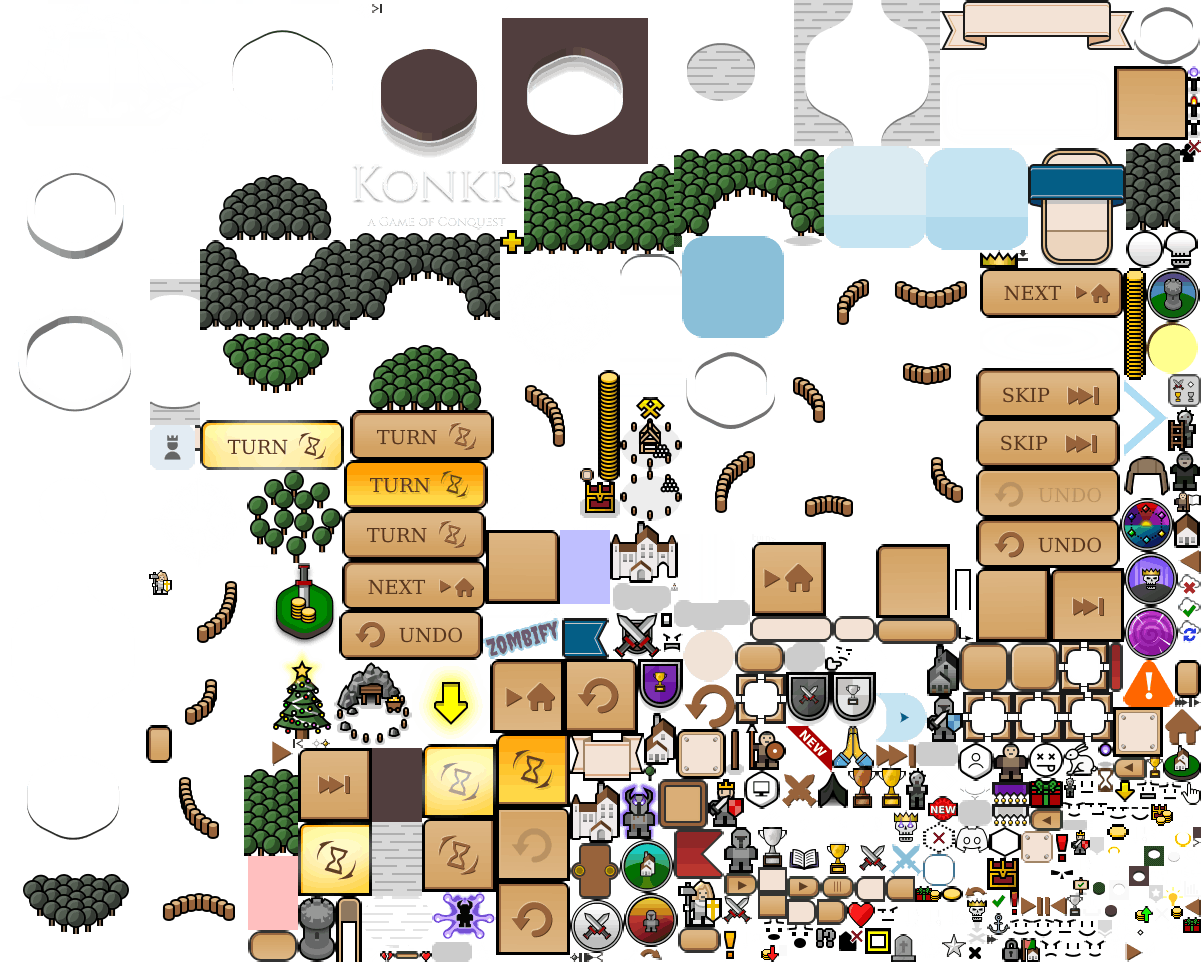 KONKR
A GAME OF CONQUEST
NEXT
SKIP
TURN
TURN
SKIP
TURN
UNDO
TURN
UNDO
NEXT
UNDO
ZOMBIFY
NEW
NEW